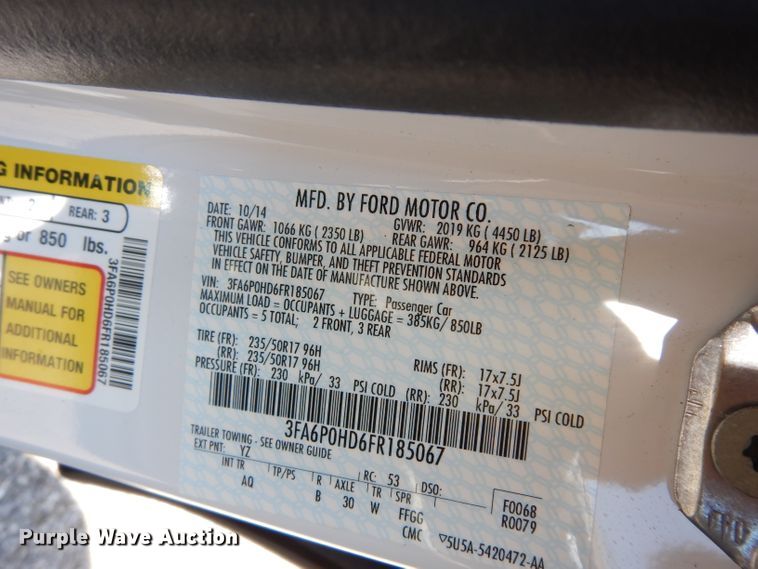 G INFORMATION
REAR: 3
or 850 lbs.
SEE OWNERS
MANUAL FOR
ADDITIONAL
INFORMATION
3FA6P0HD6FR185067
MFD. BY FORD MOTOR CO.
DATE: 10/14 GVWR: 2019 KG ( 4450 LB)
FRONT GAWR: 1066 KG ( 2350 LB) REAR GAWR: 964 KG ( 2125 LB)
THIS VEHICLE CONFORMS TO ALL APPLICABLE FEDERAL MOTOR
VEHICLE SAFETY, BUMPER, AND THEFT PREVENTION STANDARDS
IN EFFECT ON THE DATE OF MANUFACTURE SHOWN ABOVE.
VIN: 3FA6P0HD6FR185067 TYPE: Passenger Car
MAXIMUM LOAD = OCCUPANTS + LUGGAGE = 385KG/ 850LB
OCCUPANTS = 5 TOTAL; 2 FRONT, 3 REAR
TIRE (FR): 235/50R17 96H RIMS (FR): 17x7.5J
(RR): 235/50R17 96H (RR): 17x7.5J
PRESSURE (FR): 230 kPa/ 33 PSI COLD (RR): 230 kPa/ 33 PSI COLD
3FA6P0HD6FR185067
TRAILER TOWING - SEE OWNER GUIDE
EXT PNT: YZ RC: 53 DSO:
INT TR TP/PS R AXLE TR SPR F0068
AQ B 30 W FFGG R0079
CMC 5U5A-5420472-AA
FRO
Purple Wave Auction